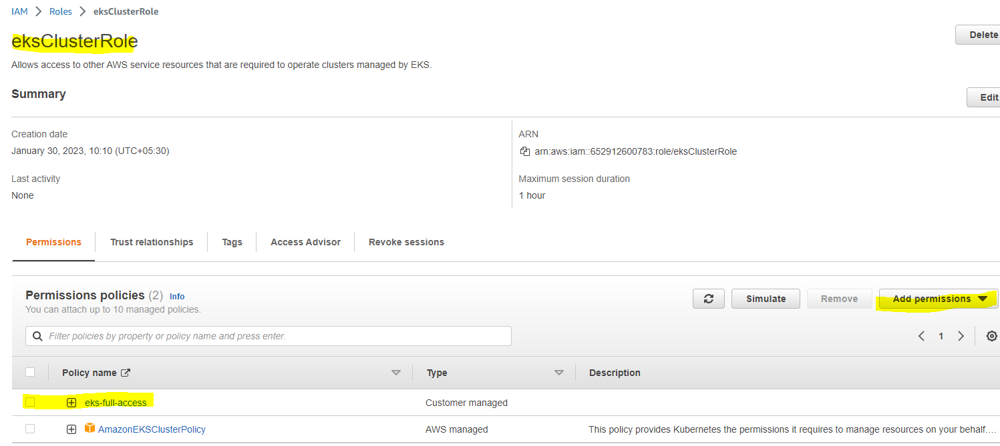 IAM > Roles > eksClusterRole
eksClusterRole
Delete
Allows access to other AWS service resources that are required to operate clusters managed by EKS.
Summary
Edit
Creation date
January 30, 2023, 10:10 (UTC+05:30)
ARN
arn:aws:iam::652912600783:role/eksClusterRole
Last activity
None
Maximum session duration
1 hour
Permissions
Trust relationships
Tags
Access Advisor
Revoke sessions
Permissions policies (2) Info
You can attach up to 10 managed policies.
Simulate
Remove
Add permissions
Filter policies by property or policy name and press enter.
1
Policy name
Type
Description
eks-full-access
Customer managed
AmazonEKSClusterPolicy
AWS managed
This policy provides Kubernetes the permissions it requires to manage resources on your behalf....